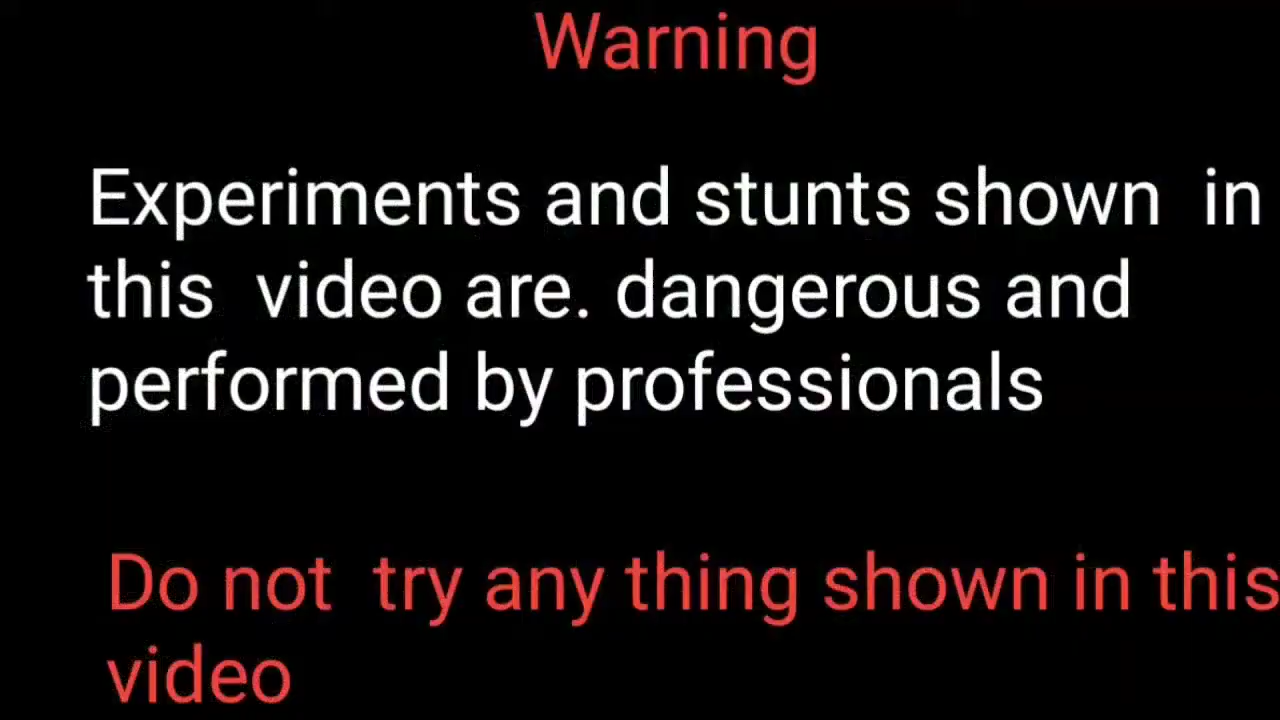 Warning
Experiments and stunts shown  in
this  video are. dangerous and
performed by professionals
Do not  try any thing shown in this
video